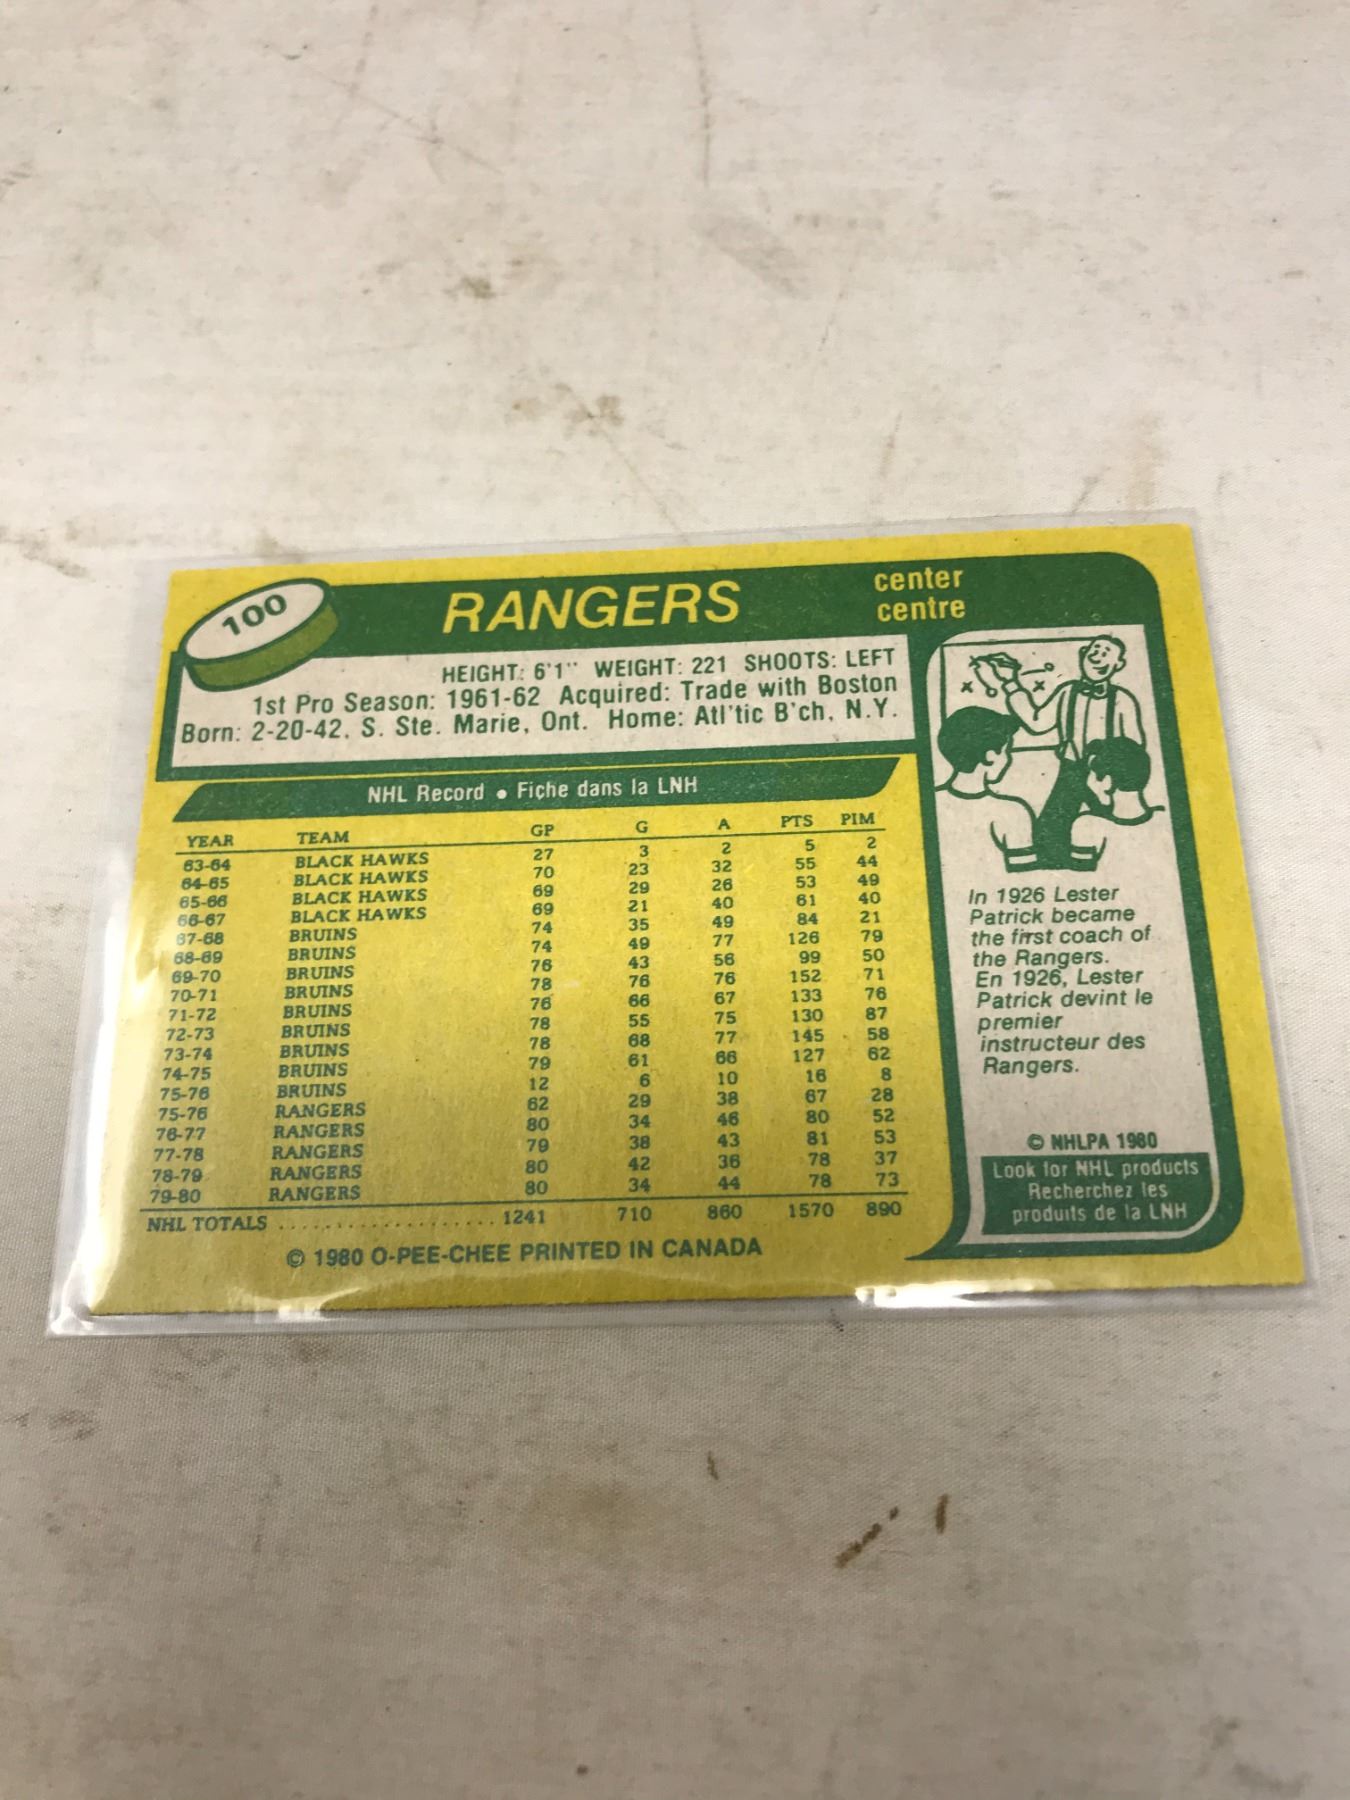 100
RANGERS
center
centre
HEIGHT: 6'1" WEIGHT: 221 SHOOTS: LEFT
1st Pro Season: 1961-62 Acquired: Trade with Boston
Born: 2-20-42, S. Ste. Marie, Ont. Home: Atl'tic B'ch, N.Y.
NHL Record • Fiche dans la LNH
YEAR TEAM GP G A PTS PIM
63-64 BLACK HAWKS 27 3 2 5 2
64-65 BLACK HAWKS 70 23 32 55 44
65-66 BLACK HAWKS 69 29 26 53 49
66-67 BLACK HAWKS 69 21 40 61 40
67-68 BRUINS 74 35 49 84 21
68-69 BRUINS 74 49 77 126 79
69-70 BRUINS 76 43 56 99 50
70-71 BRUINS 78 76 76 152 71
71-72 BRUINS 76 66 67 133 76
72-73 BRUINS 78 55 75 130 87
73-74 BRUINS 78 68 77 145 58
74-75 BRUINS 79 61 66 127 62
75-76 BRUINS 12 6 10 16 8
75-76 RANGERS 62 29 38 67 28
76-77 RANGERS 80 34 46 80 52
77-78 RANGERS 79 38 43 81 53
78-79 RANGERS 80 42 36 78 37
79-80 RANGERS 80 34 44 78 73
NHL TOTALS .................... 1241 710 860 1570 890
© 1980 O-PEE-CHEE PRINTED IN CANADA
In 1926 Lester
Patrick became
the first coach of
the Rangers.
En 1926, Lester
Patrick devint le
premier
instructeur des
Rangers.
© NHLPA 1980
Look for NHL products
Recherchez les
produits de la LNH